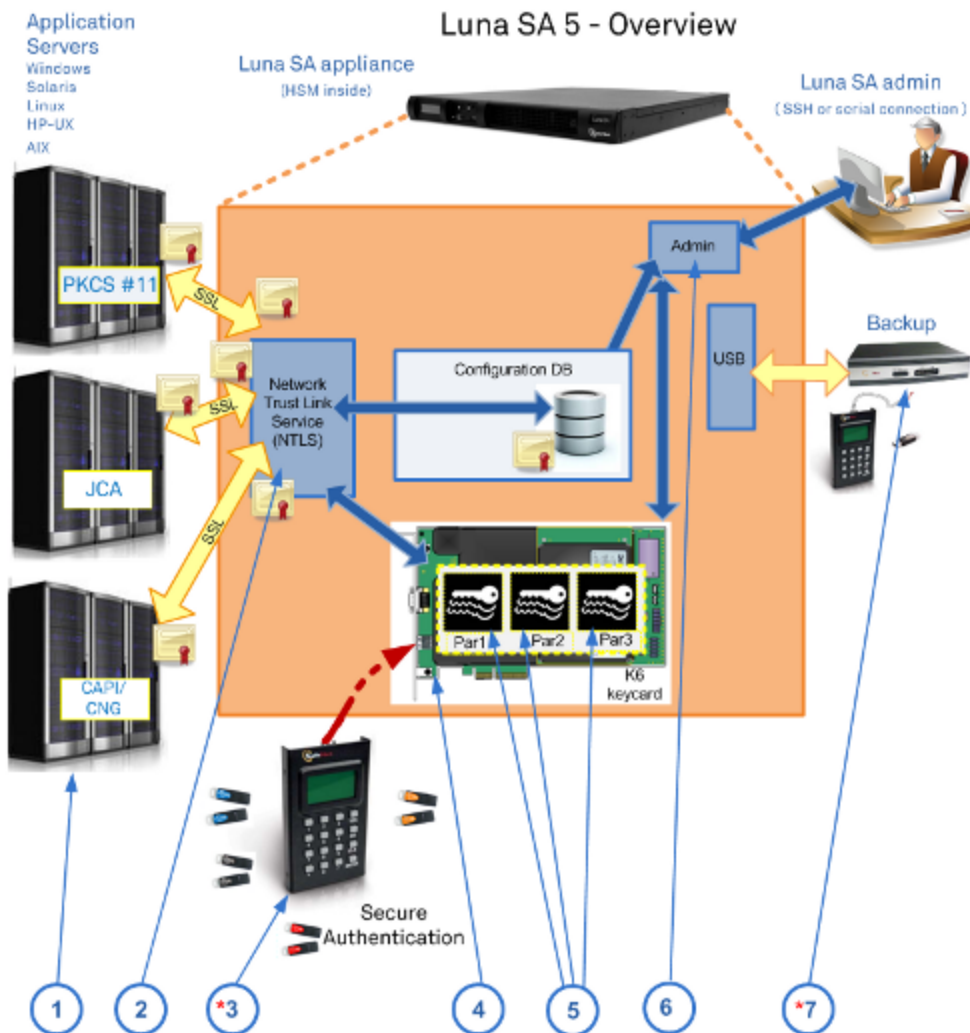 Luna SA 5 - Overview
Application
Servers
Windows
Solaris
Linux
HP-UX
AIX
Luna SA appliance
(HSM inside)
Luna SA admin
( SSH or serial connection )
Admin
PKCS #11
SSL
USB
Backup
Configuration DB
Network
Trust Link
Service
(NTLS)
SSL
JCA
SSL
Par1
Par2
Par3
K6
keycard
CAPI/
CNG
Secure
Authentication
1
2
*3
4
5
6
*7